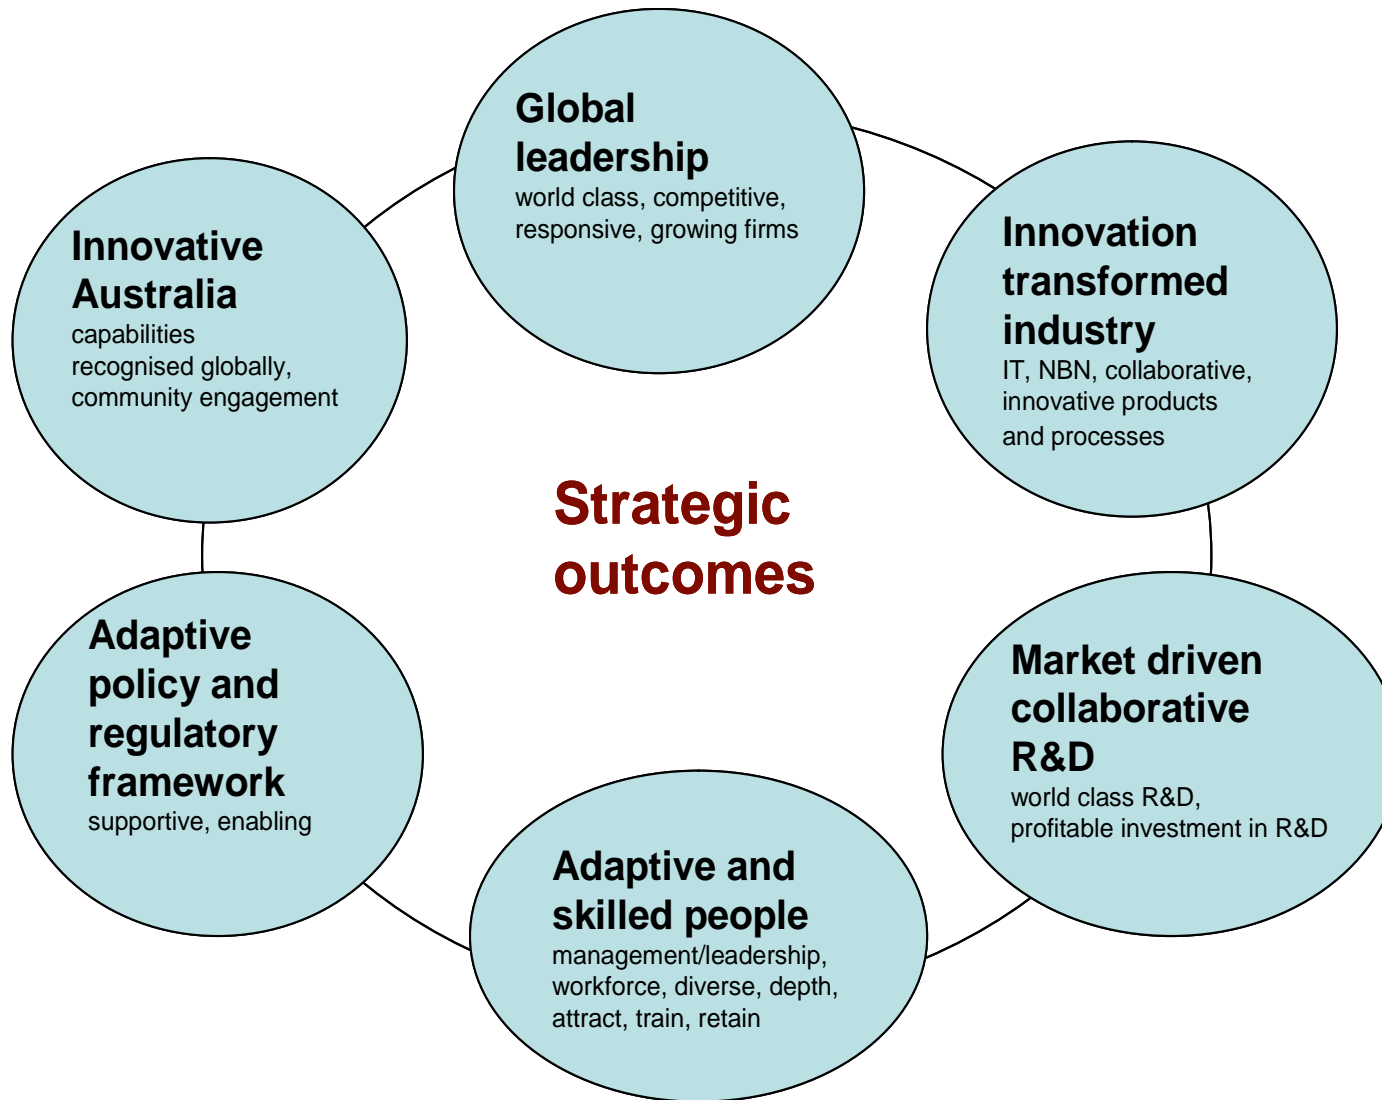 Global
leadership
world class, competitive,
responsive, growing firms
Innovation
transformed
industry
IT, NBN, collaborative,
innovative products
and processes
Market driven
collaborative
R&D
world class R&D,
profitable investment in R&D
Adaptive and
skilled people
management/leadership,
workforce, diverse, depth,
attract, train, retain
Adaptive
policy and
regulatory
framework
supportive, enabling
Innovative
Australia
capabilities
recognised globally,
community engagement
Strategic
outcomes